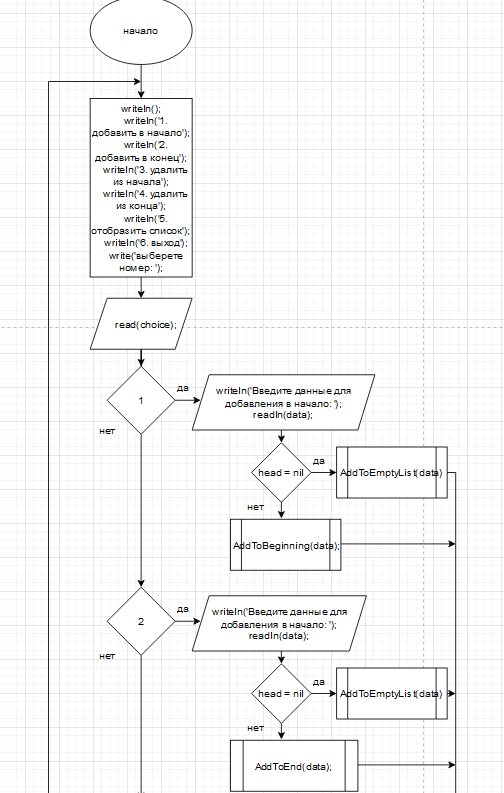 начало
writeln();
writeln('1.
добавить в начало');
writeln('2.
добавить в конец');
writeln('3. удалить
из начала');
writeln('4. удалить
из конца');
writeln('5.
отобразить список');
writeln('6. выход');
write('выберете
номер: ');
read(choice);
1
да
нет
writeln('Введите данные для
добавления в начало: ');
readln(data);
head = nil
да
AddToEmptyList(data)
нет
AddToBeginning(data);
2
да
нет
writeln('Введите данные для
добавления в начало: ');
readln(data);
head = nil
да
AddToEmptyList(data)
нет
AddToEnd(data);